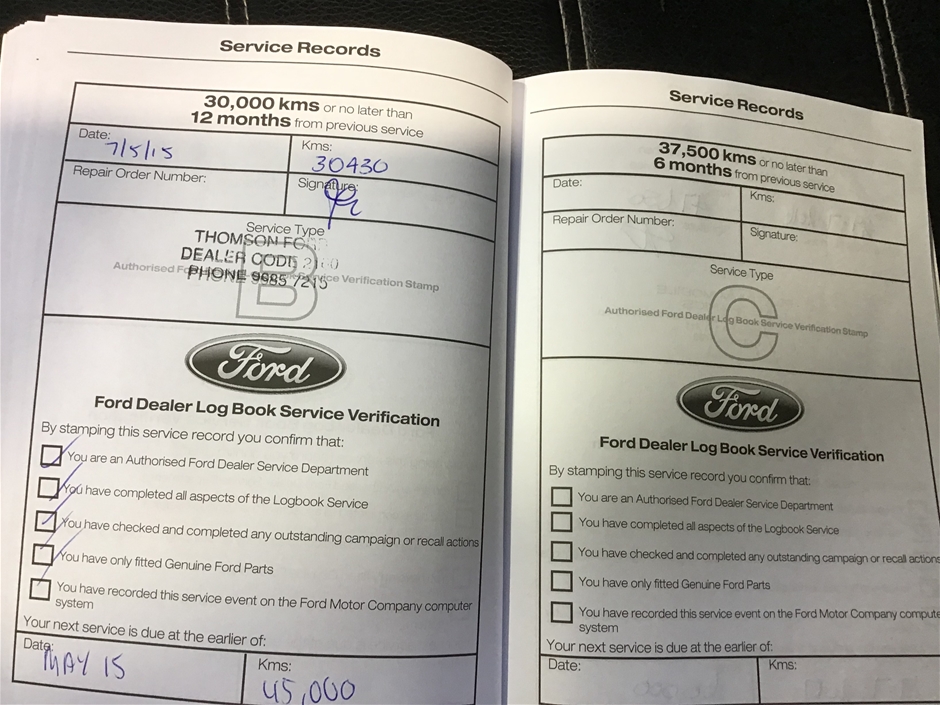 Service Records
30,000 kms or no later than
12 months from previous service
Date:
7/5/15
Kms:
30430
Repair Order Number:
Signature:
Service Type
THOMSON
DEALER CODE
PHONE 9685 7215
B
Authorised Ford Service Verification Stamp
Ford
Ford Dealer Log Book Service Verification
By stamping this service record you confirm that:
You are an Authorised Ford Dealer Service Department
You have completed all aspects of the Logbook Service
You have checked and completed any outstanding campaign or recall actions
You have only fitted Genuine Ford Parts
You have recorded this service event on the Ford Motor Company computer
system
Your next service is due at the earlier of:
Date:
MAY 15
Kms:
45,000
Service Records
37,500 kms or no later than
6 months from previous service
Date:
Kms:
Repair Order Number:
Signature:
Service Type
C
Authorised Ford Dealer Log Book Service Verification Stamp
Ford
Ford Dealer Log Book Service Verification
By stamping this service record you confirm that:
You are an Authorised Ford Dealer Service Department
You have completed all aspects of the Logbook Service
You have checked and completed any outstanding campaign or recall actions
You have only fitted Genuine Ford Parts
You have recorded this service event on the Ford Motor Company compute
system
Your next service is due at the earlier of:
Date:
Kms: